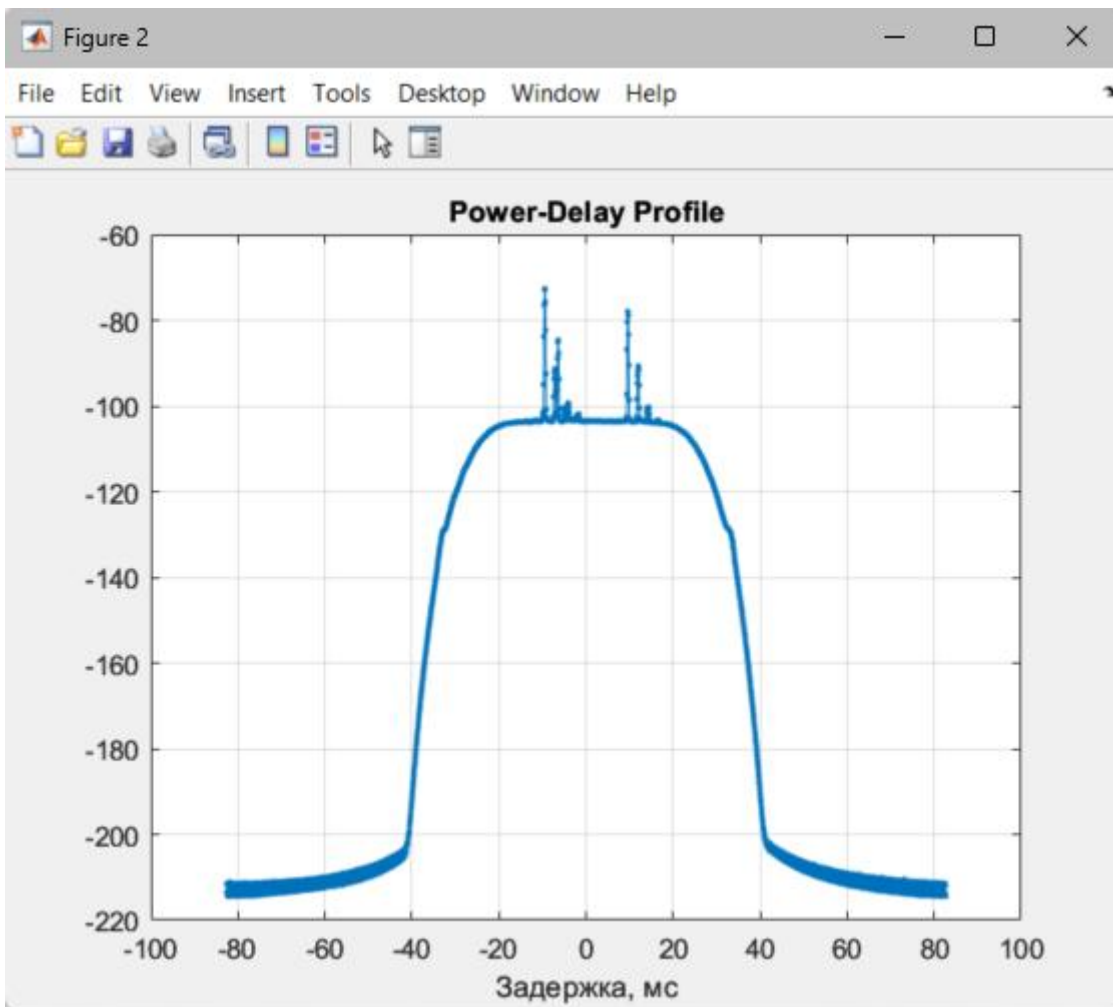 Figure 2
File Edit View Insert Tools Desktop Window Help
Power-Delay Profile
-60
-80
-100
-120
-140
-160
-180
-200
-220
-100 -80 -60 -40 -20 0 20 40 60 80 100
Задержка, мс